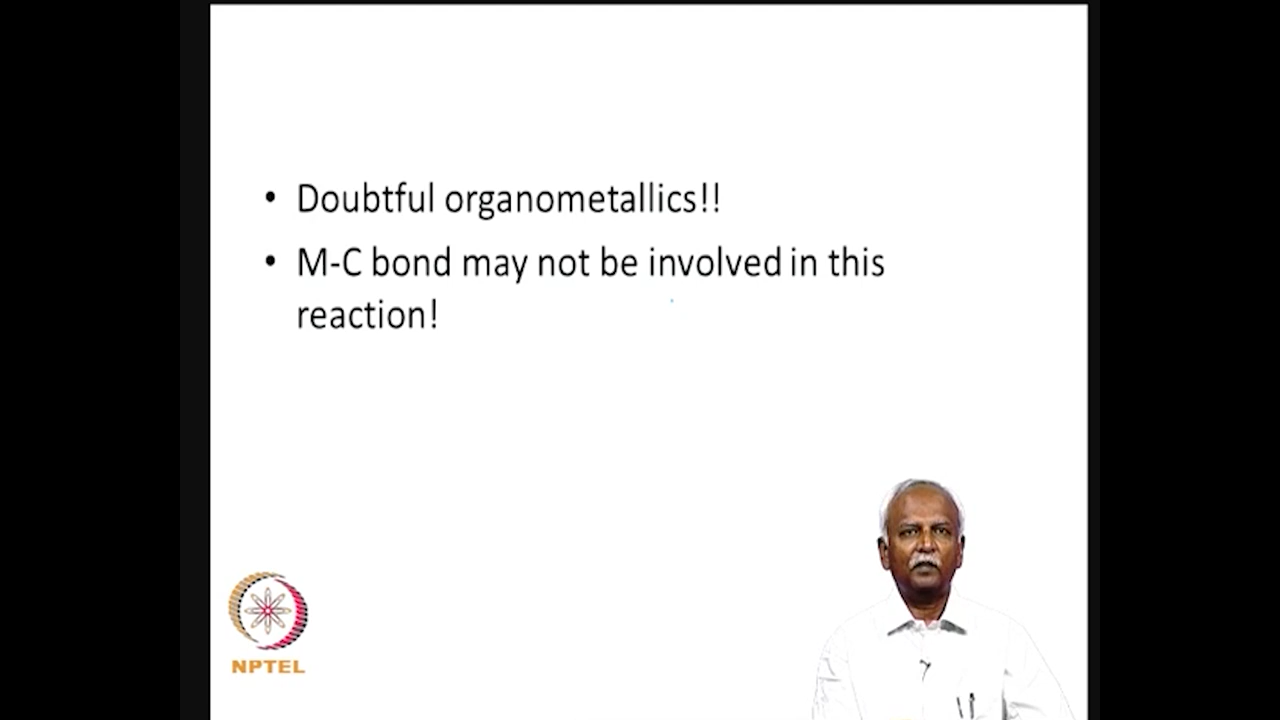 • Doubtful organometallics!!
• M-C bond may not be involved in this
reaction!
NPTEL